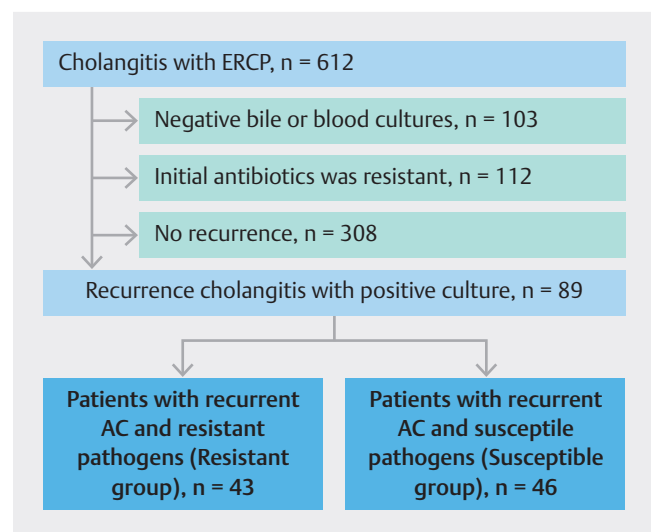 Cholangitis with ERCP, n = 612
Negative bile or blood cultures, n = 103
Initial antibiotics was resistant, n = 112
No recurrence, n = 308
Recurrence cholangitis with positive culture, n = 89
Patients with recurrent
AC and resistant
pathogens (Resistant
group), n = 43
Patients with recurrent
AC and susceptile
pathogens (Susceptible
group), n = 46